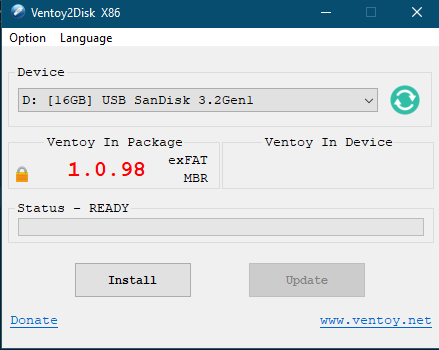 Ventoy2Disk X86
Option Language
Device
D: [16GB] USB SanDisk 3.2Gen1
Ventoy In Package
Ventoy In Device
1.0.98
exFAT
MBR
Status - READY
Install
Update
Donate
www.ventoy.net